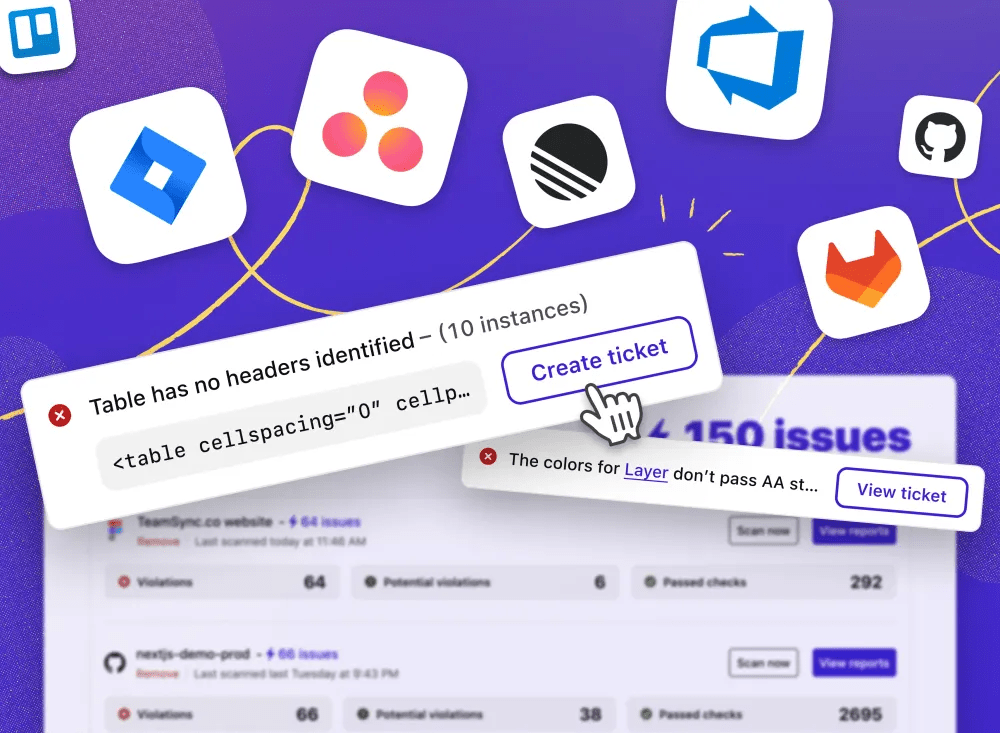 Table has no headers identified – (10 instances)
Create ticket
<table cellspacing="0" cellp…
150 issues
The colors for Layer don't pass AA st...
View ticket
TeamSync.co website - 64 issues
Remove Last scanned today at 11:46 AM
Scan now View reports
Violations 64 Potential violations 6 Passed checks 292
nextjs-demo-prod - 66 issues
Remove Last scanned last Tuesday at 9:43 PM
Scan now View reports
Violations 66 Potential violations 38 Passed checks 2695